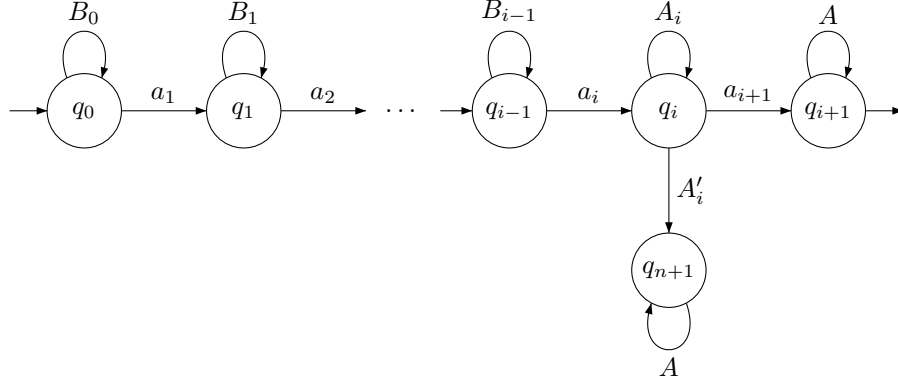 B_0 B_1 B_{i−1} A_i A
a_1 a_2 a_i a_{i+1}
q_0 q_1 ⋯ q_{i−1} q_i q_{i+1}
A'_i
q_{n+1}
A